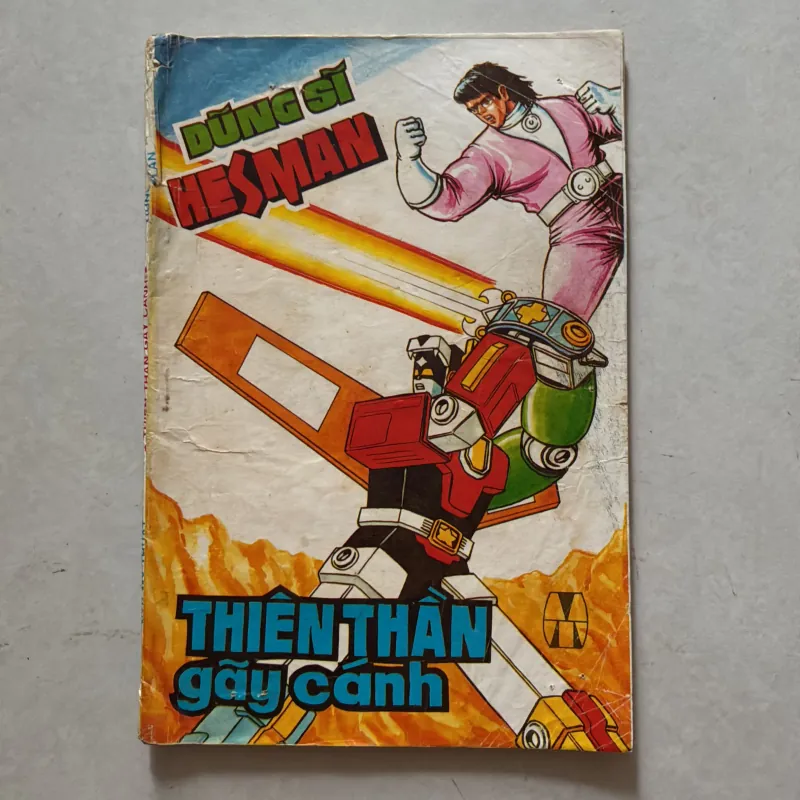 DŨNG SĨ
HESMAN
THIÊN THẦN
gãy cánh